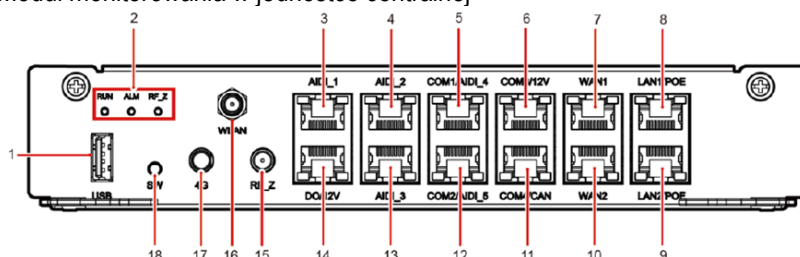 moduł monitorowania w jednostce centralnej
2 3 4 5 6 7 8
AIDI_1 AIDI_2 COM1/AIDI_4 COM3/12V WAN1 LAN1/POE
RUN ALM RF_Z
WLAN
1
USB SW 4G RF_Z DO/12V AIDI_3 COM2/AIDI_5 COM4/CAN WAN2 LAN2/POE
18 17 16 15 14 13 12 11 10 9